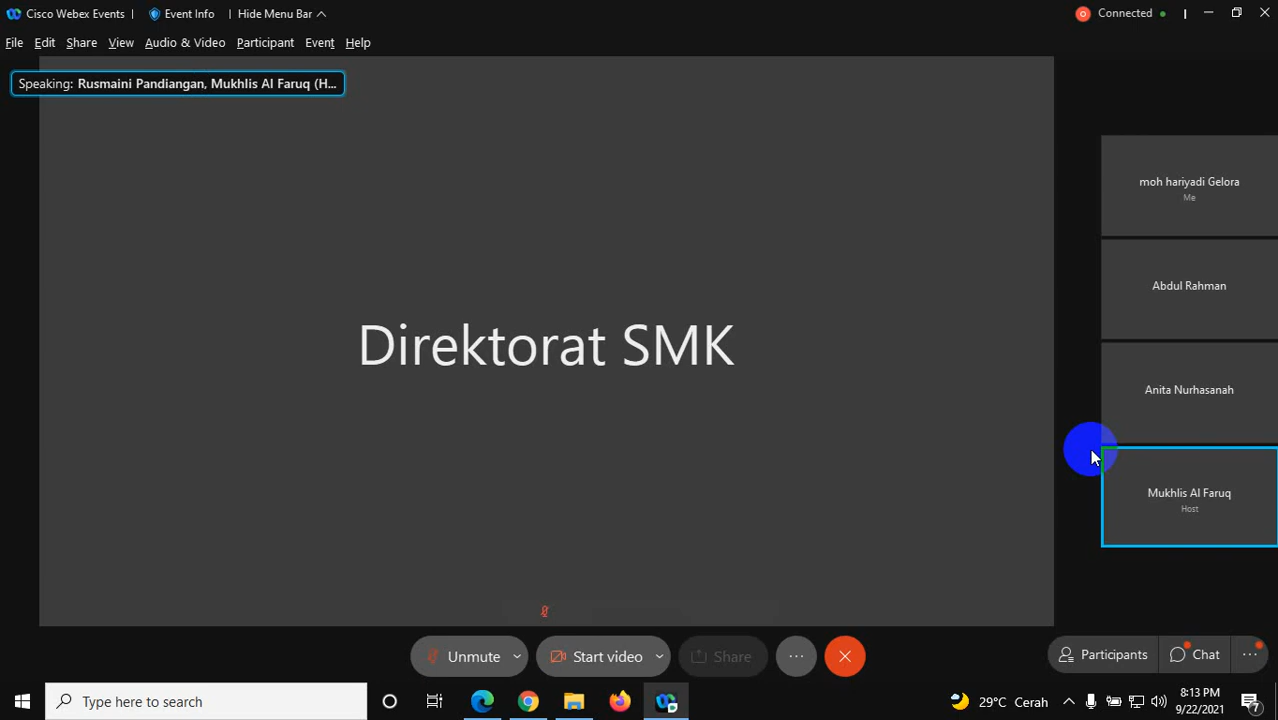 Cisco Webex Events
Event Info
Hide Menu Bar
Connected
File Edit Share View Audio & Video Participant Event Help
Speaking: Rusmaini Pandiangan, Mukhlis Al Faruq (H...
Direktorat SMK
moh hariyadi Gelora
Me
Abdul Rahman
Anita Nurhasanah
Mukhlis Al Faruq
Host
Unmute
Start video
Share
Participants
Chat
Type here to search
29°C Cerah
8:13 PM
9/22/2021
7